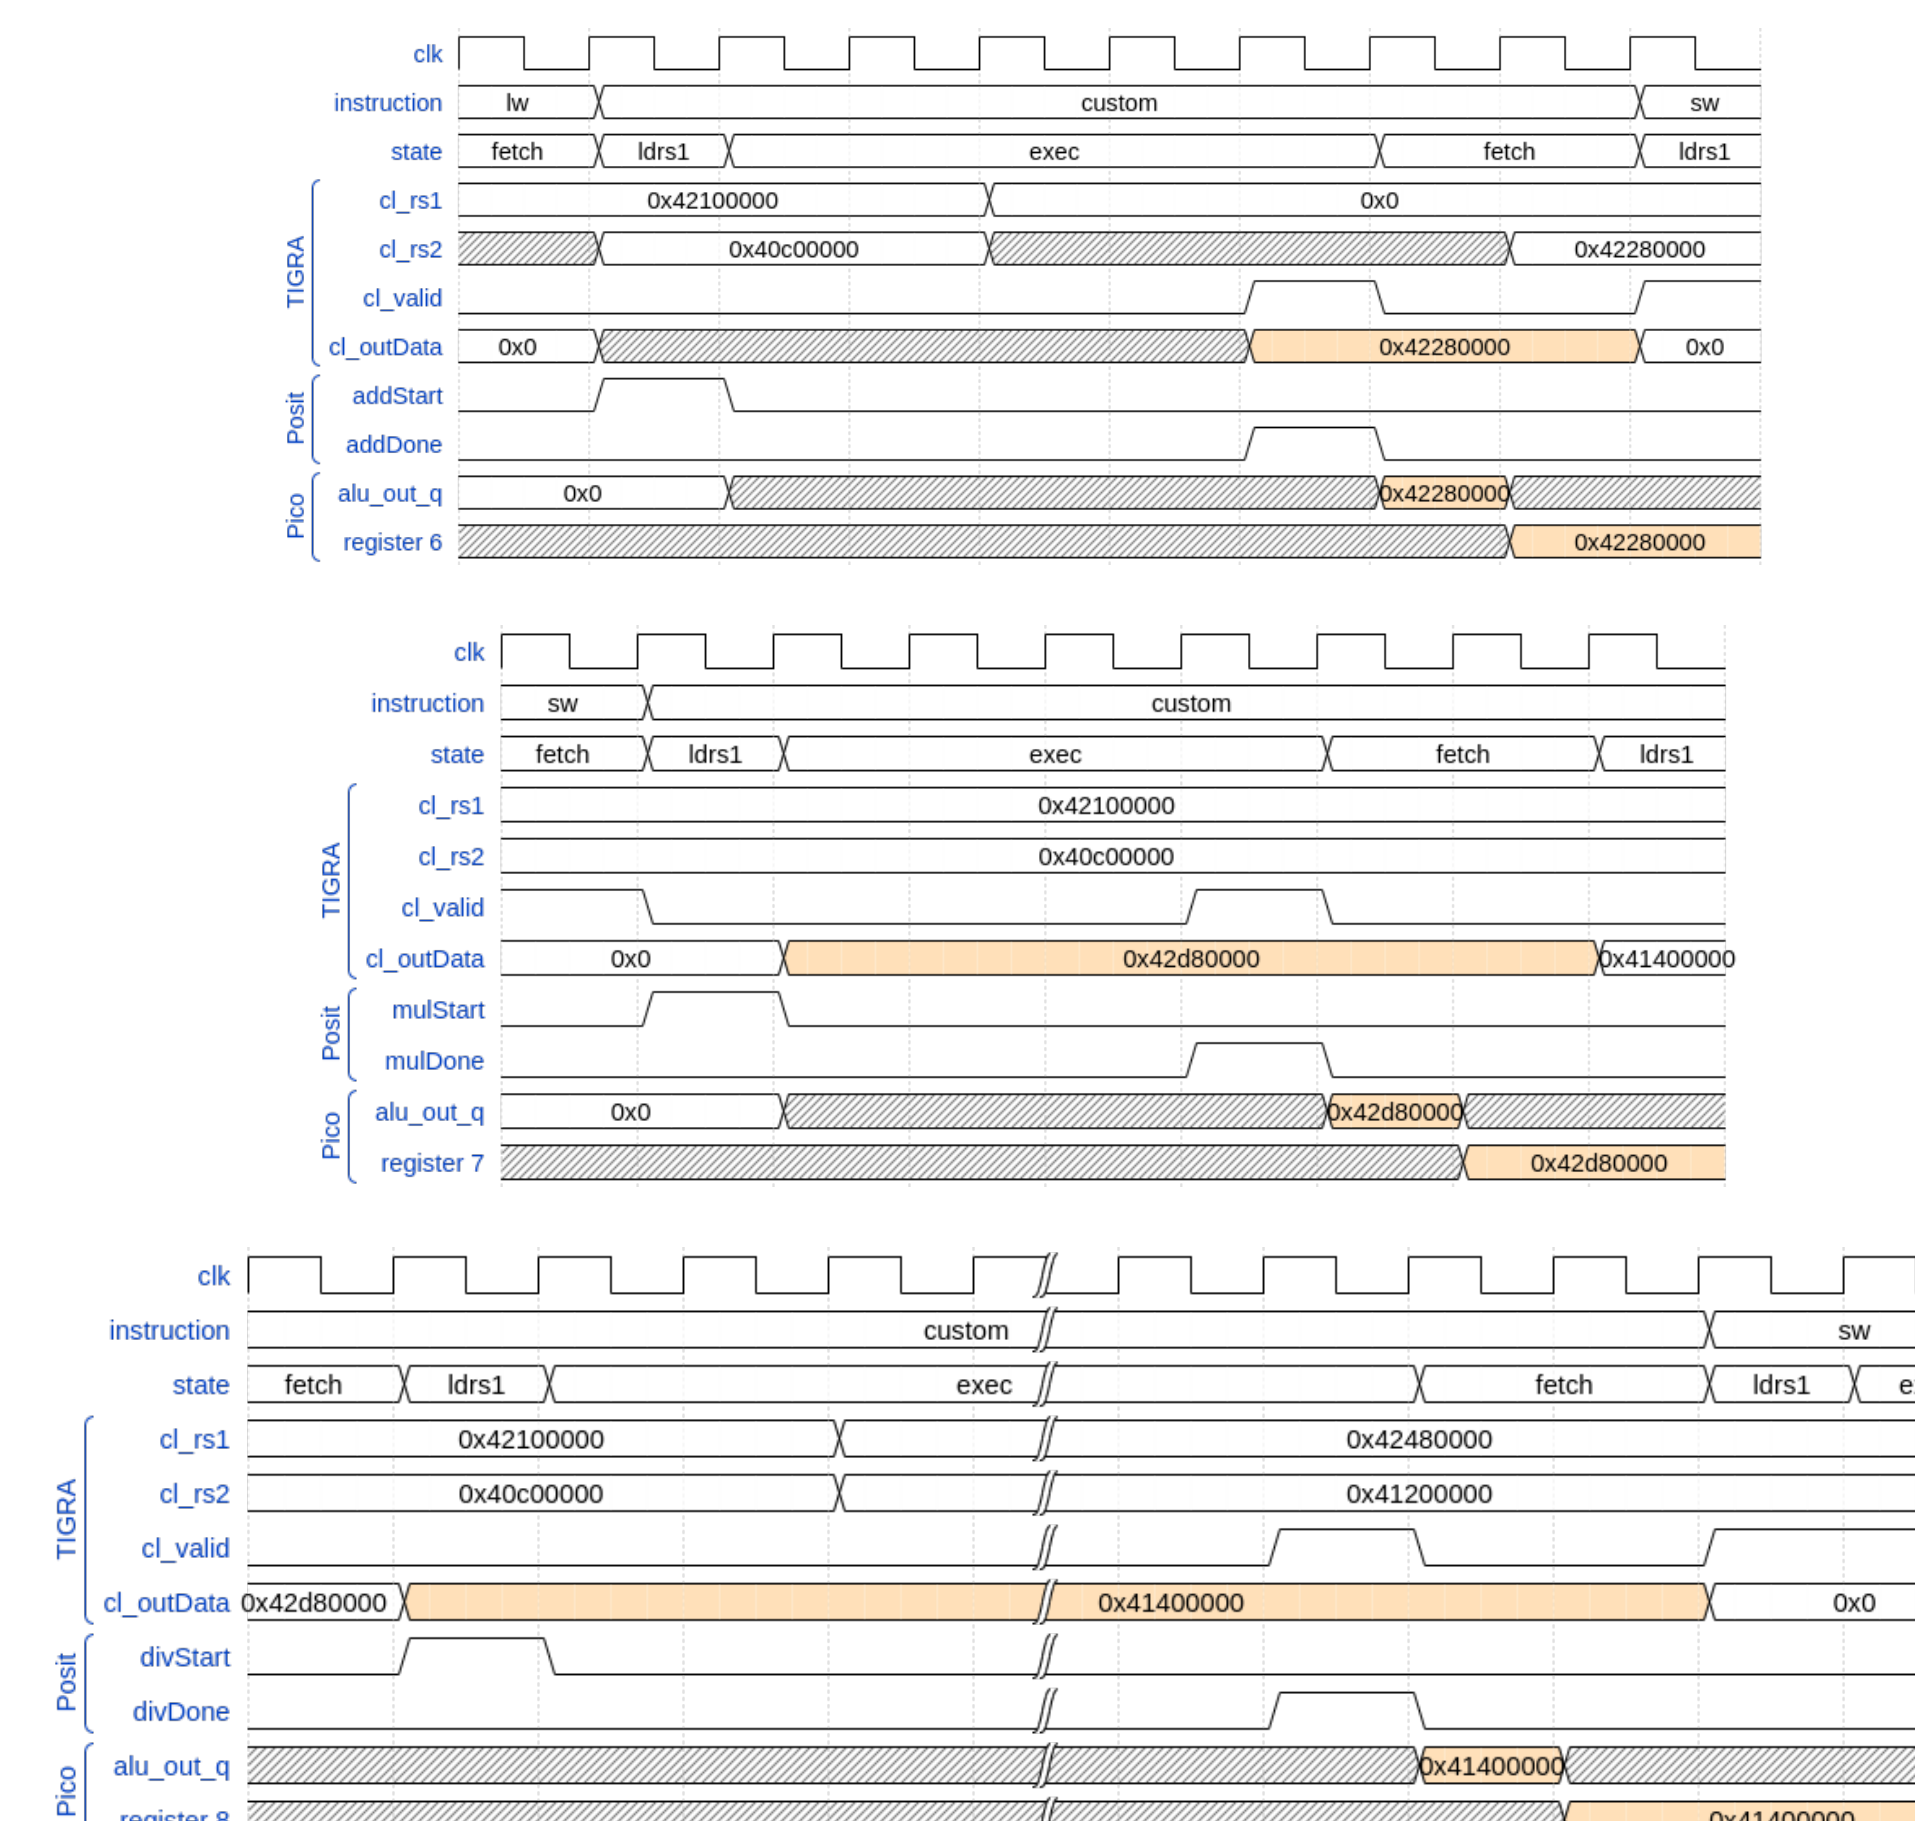 clk
instruction lw custom sw
state fetch ldrs1 exec fetch ldrs1
TIGRA
cl_rs1 0x42100000 0x0
cl_rs2 0x40c00000 0x42280000
cl_valid
cl_outData 0x0 0x42280000 0x0
Posit
addStart
addDone
Pico
alu_out_q 0x0 0x42280000
register 6 0x42280000
clk
instruction sw custom
state fetch ldrs1 exec fetch ldrs1
TIGRA
cl_rs1 0x42100000
cl_rs2 0x40c00000
cl_valid
cl_outData 0x0 0x42d80000 0x41400000
Posit
mulStart
mulDone
Pico
alu_out_q 0x0 0x42d80000
register 7 0x42d80000
clk
instruction custom sw
state fetch ldrs1 exec fetch ldrs1
TIGRA
cl_rs1 0x42100000 0x42480000
cl_rs2 0x40c00000 0x41200000
cl_valid
cl_outData 0x42d80000 0x41400000 0x0
Posit
divStart
divDone
Pico
alu_out_q 0x41400000
register 8 0x41400000